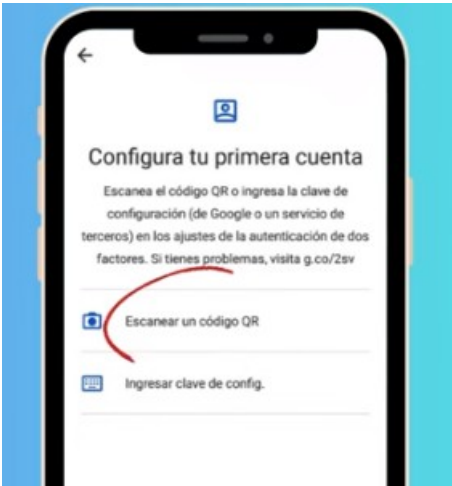 Configura tu primera cuenta
Escanea el código QR o ingresa la clave de
configuración (de Google o un servicio de
terceros) en los ajustes de la autenticación de dos
factores. Si tienes problemas, visita g.co/2sv
Escanear un código QR
Ingresar clave de config.